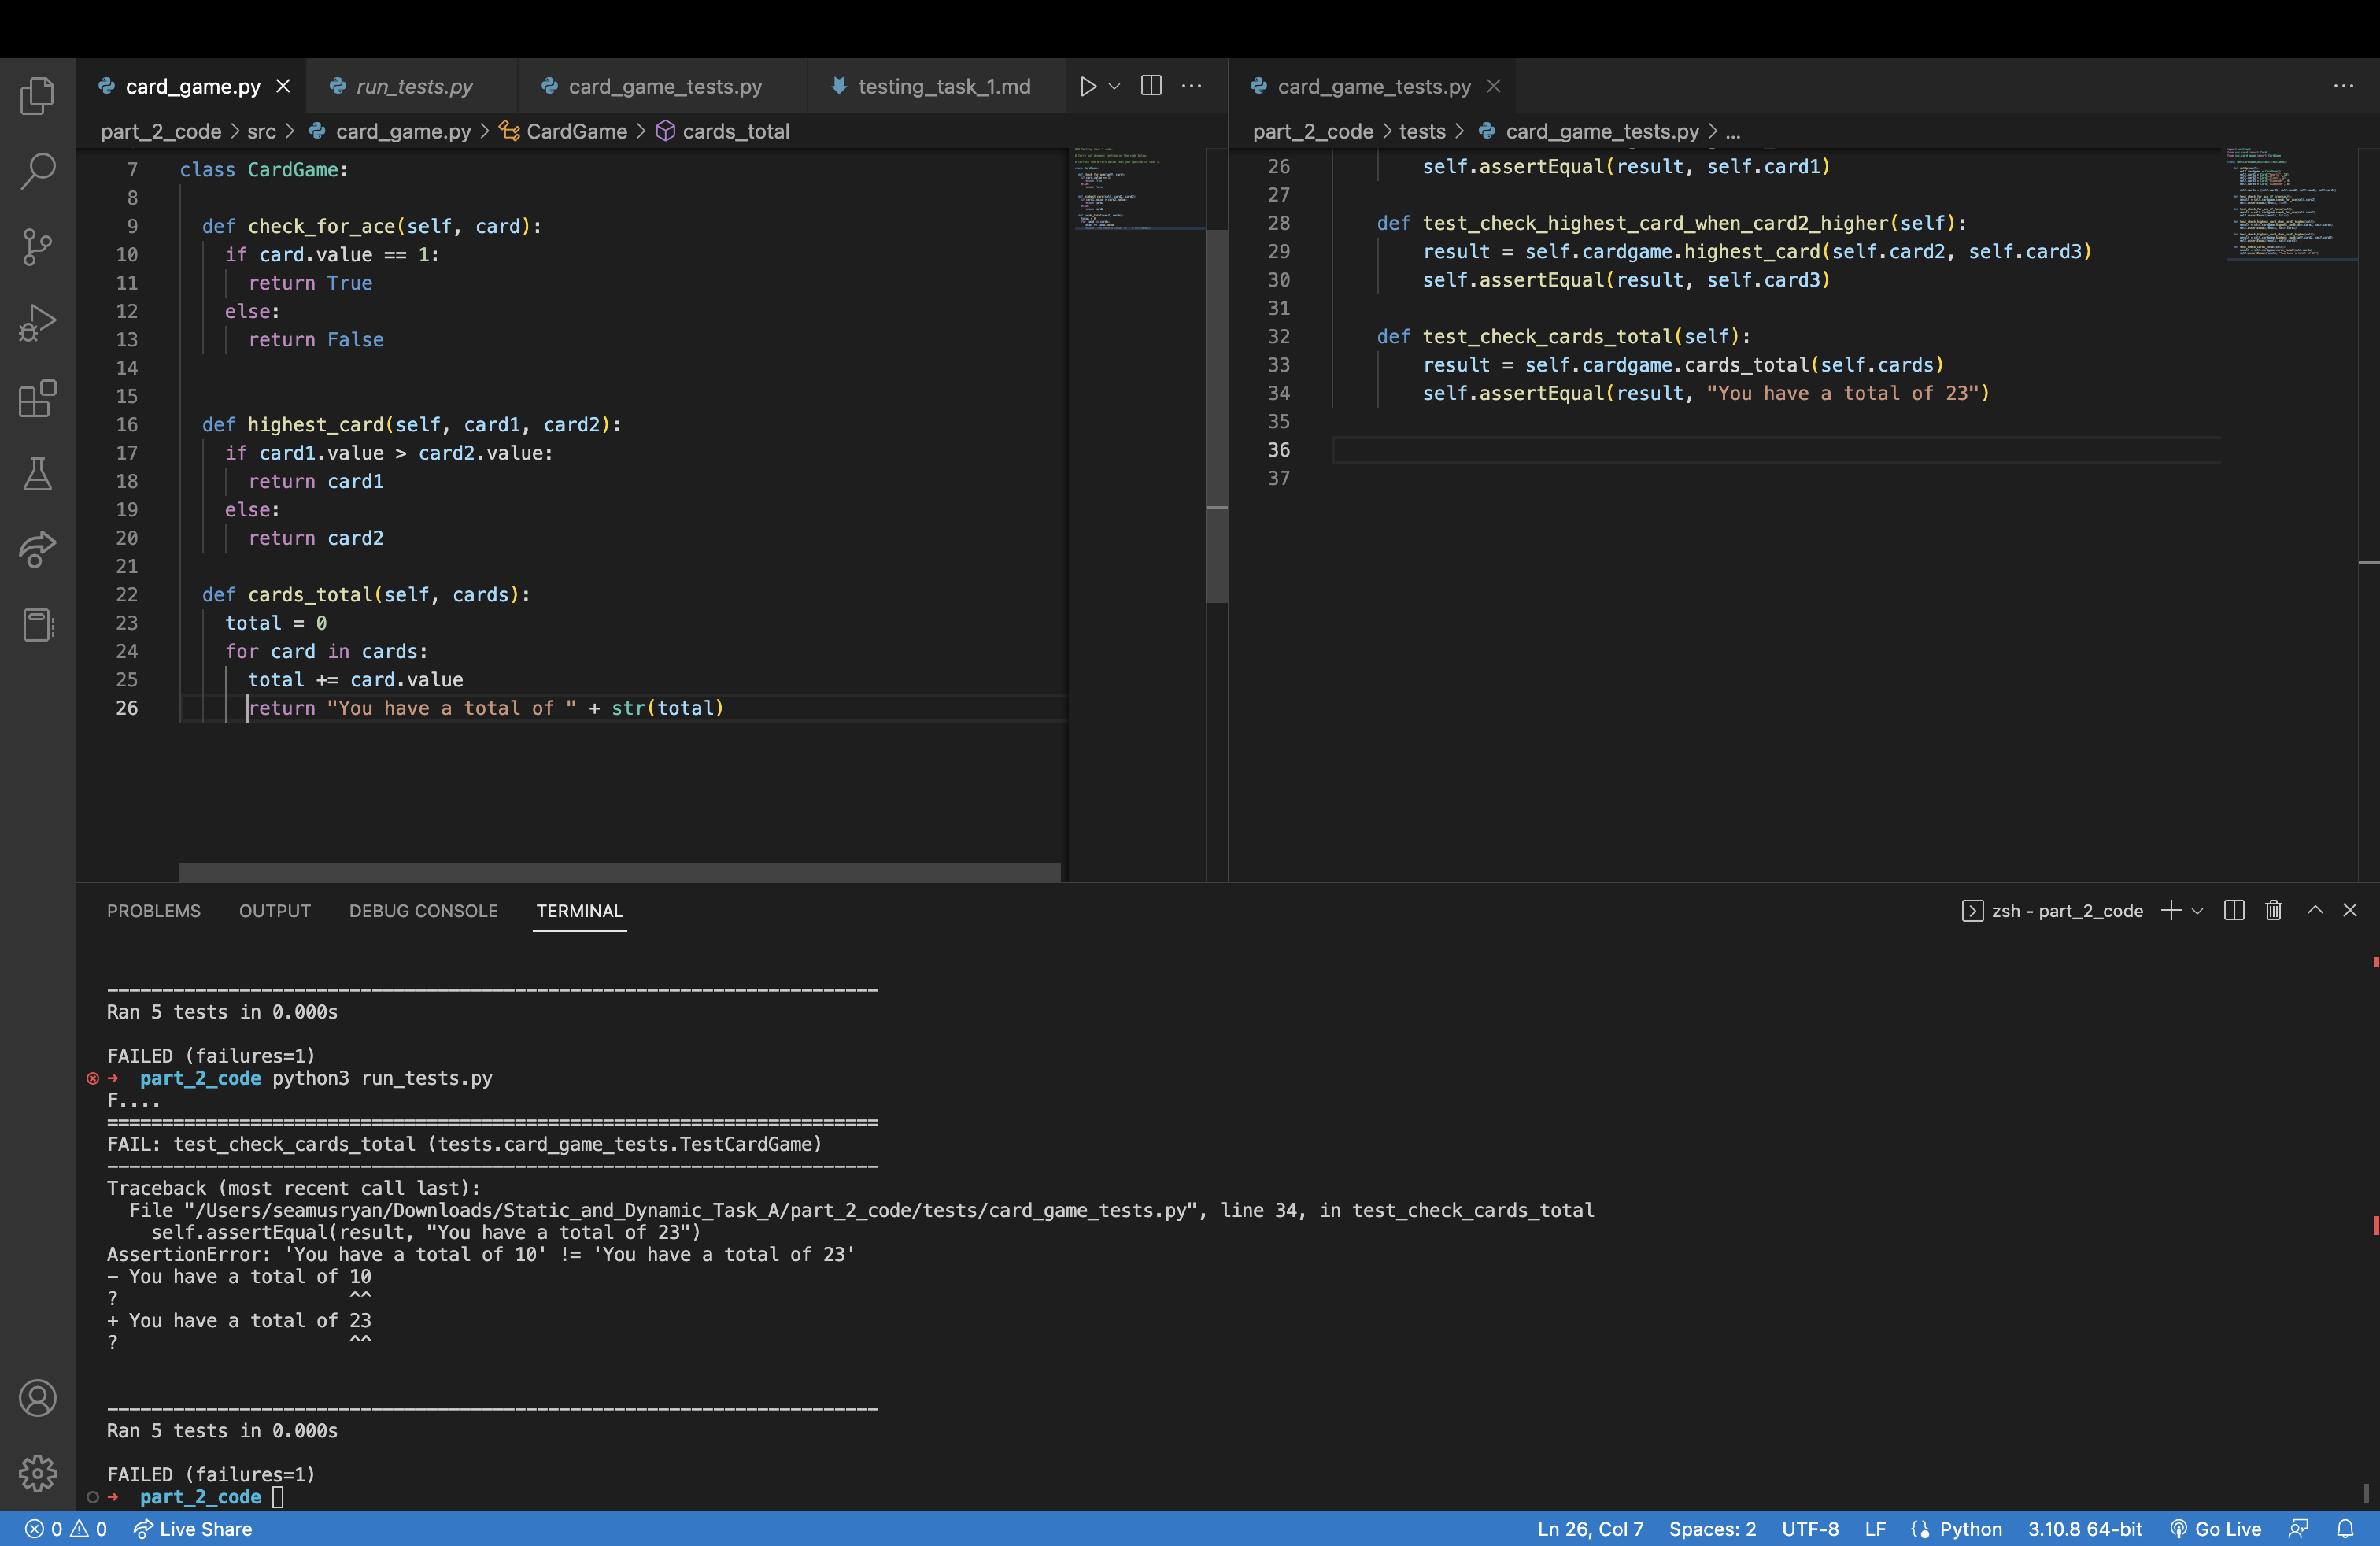 card_game.py
run_tests.py
card_game_tests.py
testing_task_1.md
part_2_code > src > card_game.py > CardGame > cards_total
7 class CardGame:
8
9 def check_for_ace(self, card):
10 if card.value == 1:
11 return True
12 else:
13 return False
14
15
16 def highest_card(self, card1, card2):
17 if card1.value > card2.value:
18 return card1
19 else:
20 return card2
21
22 def cards_total(self, cards):
23 total = 0
24 for card in cards:
25 total += card.value
26 return "You have a total of " + str(total)
card_game_tests.py
part_2_code > tests > card_game_tests.py > ...
26 self.assertEqual(result, self.card1)
27
28 def test_check_highest_card_when_card2_higher(self):
29 result = self.cardgame.highest_card(self.card2, self.card3)
30 self.assertEqual(result, self.card3)
31
32 def test_check_cards_total(self):
33 result = self.cardgame.cards_total(self.cards)
34 self.assertEqual(result, "You have a total of 23")
35
36
37
PROBLEMS OUTPUT DEBUG CONSOLE TERMINAL
zsh - part_2_code
----------------------------------------------------------------------
Ran 5 tests in 0.000s
FAILED (failures=1)
➜ part_2_code python3 run_tests.py
F....
======================================================================
FAIL: test_check_cards_total (tests.card_game_tests.TestCardGame)
----------------------------------------------------------------------
Traceback (most recent call last):
File "/Users/seamusryan/Downloads/Static_and_Dynamic_Task_A/part_2_code/tests/card_game_tests.py", line 34, in test_check_cards_total
self.assertEqual(result, "You have a total of 23")
AssertionError: 'You have a total of 10' != 'You have a total of 23'
- You have a total of 10
? ^^
+ You have a total of 23
? ^^
----------------------------------------------------------------------
Ran 5 tests in 0.000s
FAILED (failures=1)
➜ part_2_code
0 0 Live Share Ln 26, Col 7 Spaces: 2 UTF-8 LF Python 3.10.8 64-bit Go Live